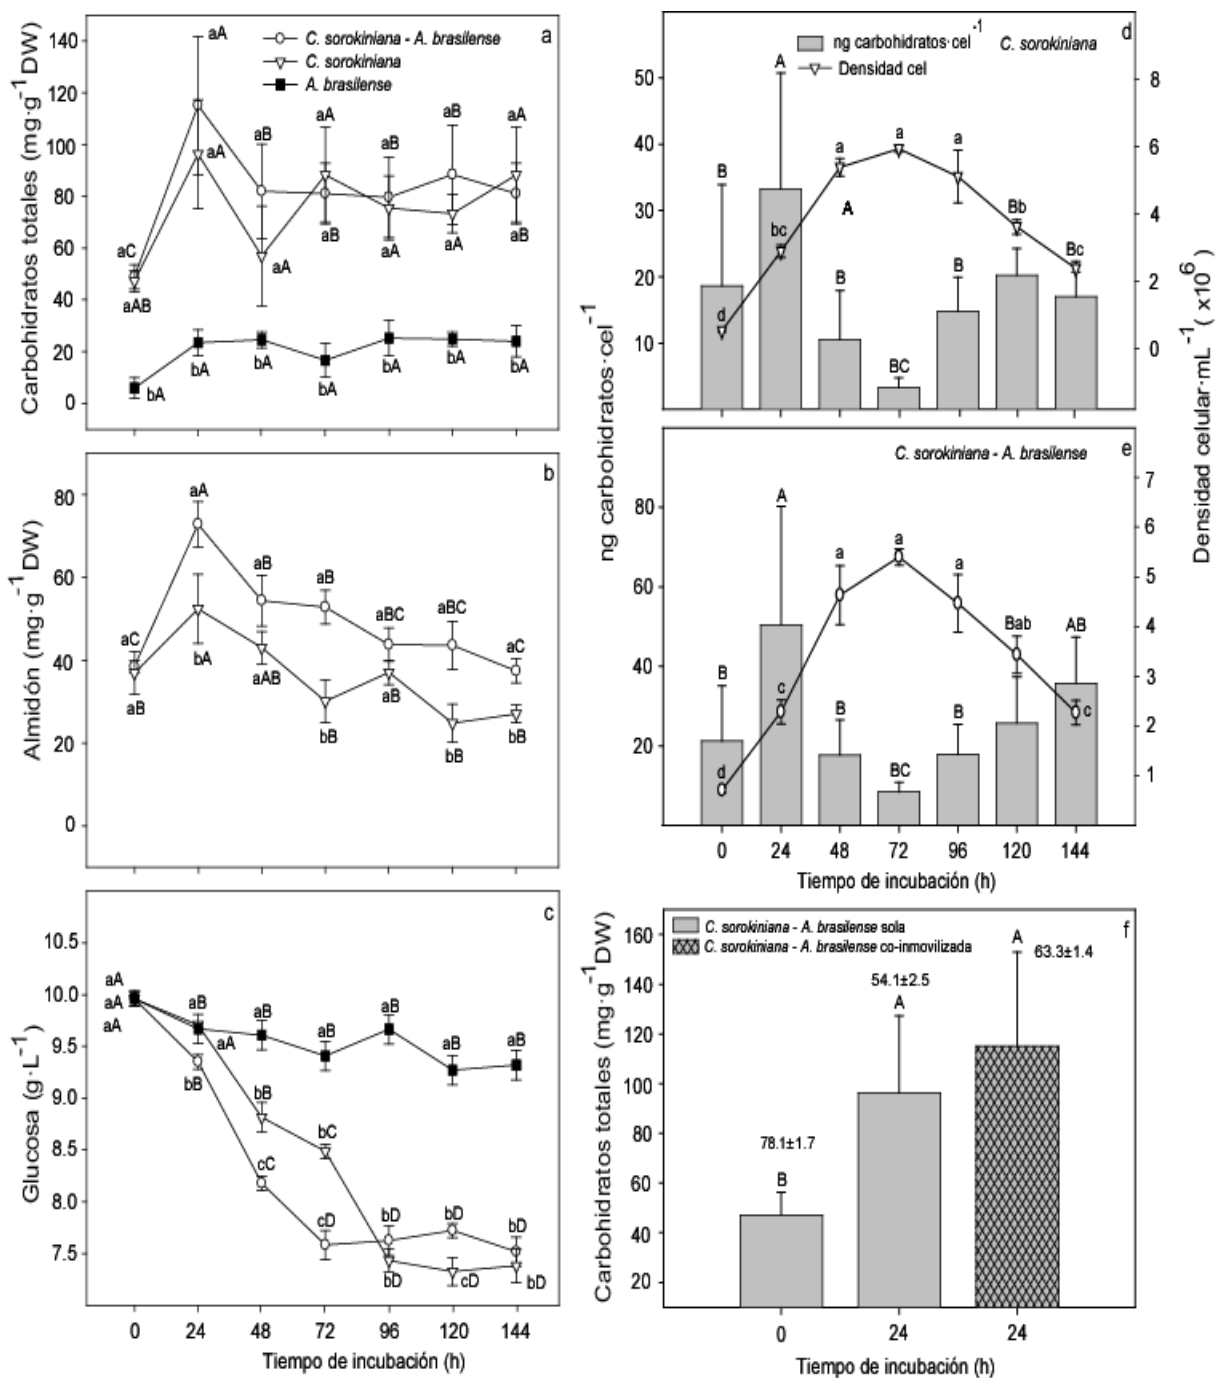 a
C. sorokiniana - A. brasilense
C. sorokiniana
A. brasilense
Carbohidratos totales (mg·g⁻¹DW)
140
120
100
80
60
40
20
0
aA
aA
aB
aA
aB
aB
aA
aC
aAB
aA
aB
aA
aA
aB
bA
bA
bA
bA
bA
bA
bA
b
Almidón (mg·g⁻¹DW)
80
60
40
20
0
aA
aB
aB
aBC
aBC
aC
aC
aB
bA
aAB
bB
aB
bB
bB
c
Glucosa (g·L⁻¹)
10.5
10.0
9.5
9.0
8.5
8.0
7.5
aA
aA
aA
aB
aB
aB
aB
aB
aB
aA
bB
bB
bC
cC
cD
bD
bD
bD
bD
cD
bD
0 24 48 72 96 120 144
Tiempo de incubación (h)
d
ng carbohidratos·cel⁻¹
Densidad cel
C. sorokiniana
50
40
30
20
10
8
6
4
2
0
A
B
a
a
a
A
bc
d
B
BC
B
Bb
Bc
ng carbohidratos·cel⁻¹
Densidad celular·mL⁻¹( x10⁶)
e
C. sorokiniana - A. brasilense
80
60
40
20
7
6
5
4
3
2
1
A
B
a
a
a
Bab
AB
c
c
d
B
BC
B
0 24 48 72 96 120 144
Tiempo de incubación (h)
f
C. sorokiniana - A. brasilense sola
C. sorokiniana - A. brasilense co-inmovilizada
Carbohidratos totales (mg·g⁻¹DW)
160
140
120
100
80
60
40
20
78.1±1.7
B
54.1±2.5
A
A
63.3±1.4
0 24 24
Tiempo de incubación (h)